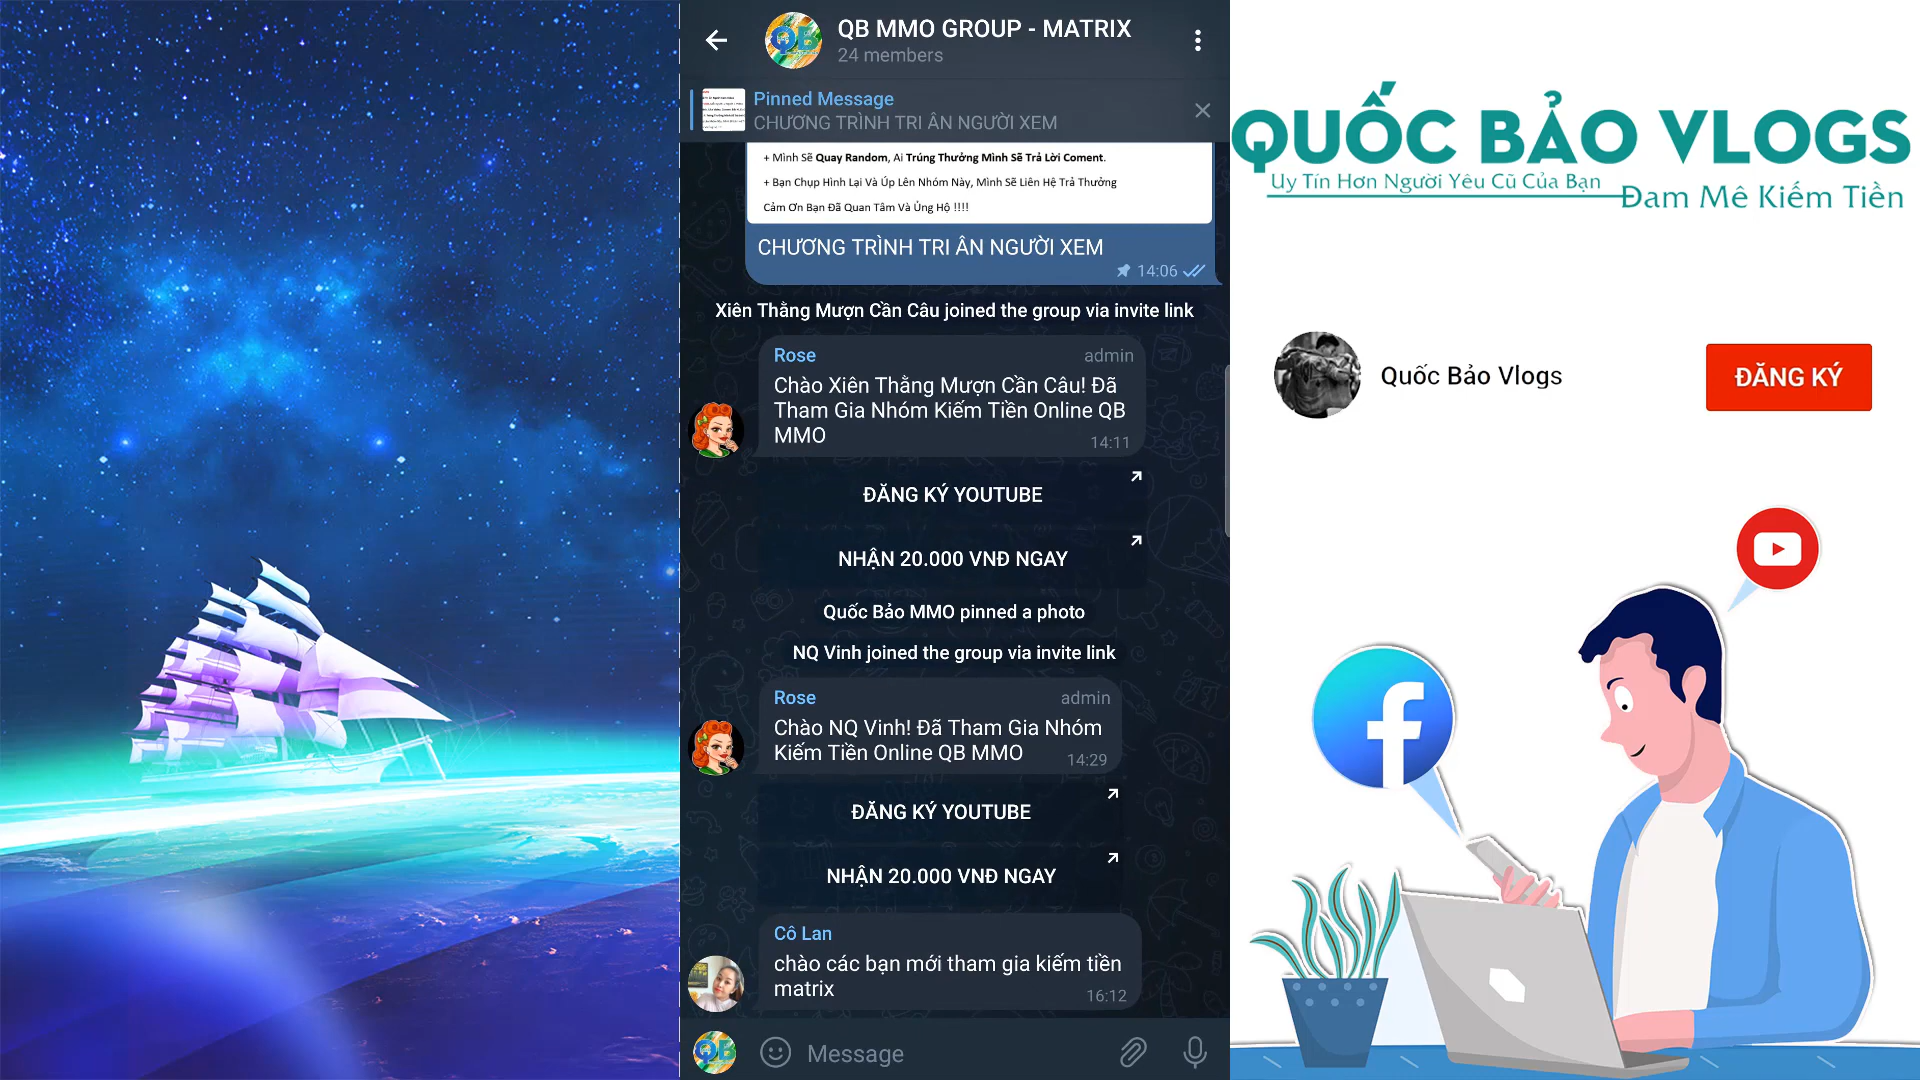 QB MMO GROUP - MATRIX
24 members
Pinned Message
CHƯƠNG TRÌNH TRI ÂN NGƯỜI XEM
+ Mình Sẽ Quay Random, Ai Trúng Thưởng Mình Sẽ Trả Lời Coment.
+ Bạn Chụp Hình Lại Và Úp Lên Nhóm Này, Mình Sẽ Liên Hệ Trả Thưởng
Cảm Ơn Bạn Đã Quan Tâm Và Ủng Hộ !!!!
CHƯƠNG TRÌNH TRI ÂN NGƯỜI XEM
14:06
Xiên Thằng Mượn Cần Câu joined the group via invite link
Rose admin
Chào Xiên Thằng Mượn Cần Câu! Đã
Tham Gia Nhóm Kiếm Tiền Online QB
MMO
14:11
ĐĂNG KÝ YOUTUBE
NHẬN 20.000 VNĐ NGAY
Quốc Bảo MMO pinned a photo
NQ Vinh joined the group via invite link
Rose admin
Chào NQ Vinh! Đã Tham Gia Nhóm
Kiếm Tiền Online QB MMO
14:29
ĐĂNG KÝ YOUTUBE
NHẬN 20.000 VNĐ NGAY
Cô Lan
chào các bạn mới tham gia kiếm tiền
matrix
16:12
QB
Message
QUỐC BẢO VLOGS
Uy Tín Hơn Người Yêu Cũ Của Bạn
Đam Mê Kiếm Tiền
Quốc Bảo Vlogs
ĐĂNG KÝ